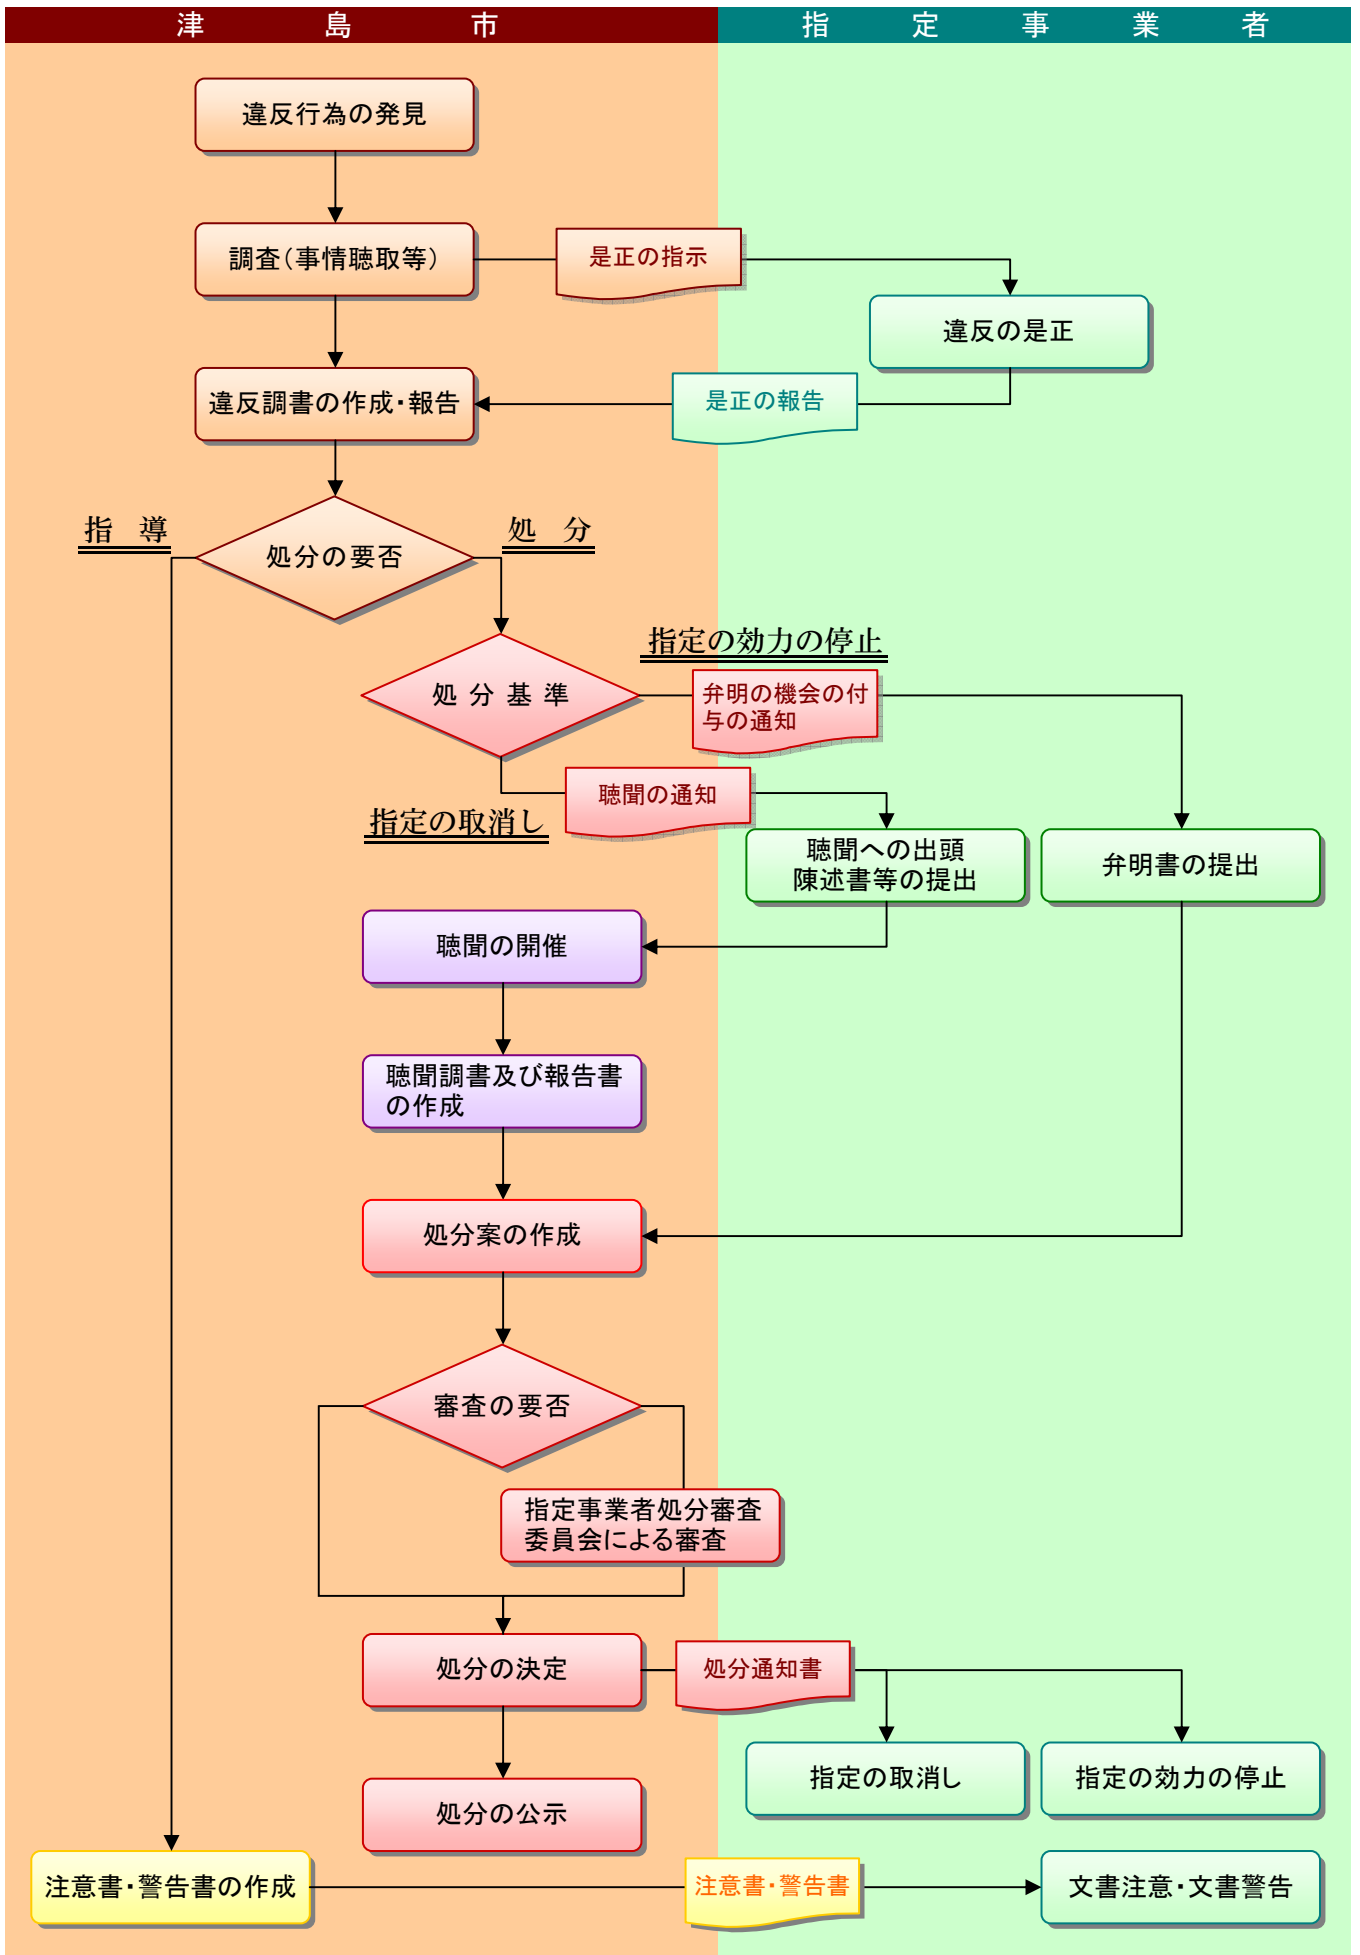 津島市
指定事業者
違反行為の発見
調査（事情聴取等）
是正の指示
違反の是正
違反調書の作成・報告
是正の報告
指 導
処分の要否
処 分
指定の効力の停止
処分基準
弁明の機会の付
与の通知
聴聞の通知
指定の取消し
聴聞への出頭
陳述書等の提出
弁明書の提出
聴聞の開催
聴聞調書及び報告書
の作成
処分案の作成
審査の要否
指定事業者処分審査
委員会による審査
処分の決定
処分通知書
指定の取消し
指定の効力の停止
処分の公示
注意書・警告書の作成
注意書・警告書
文書注意・文書警告